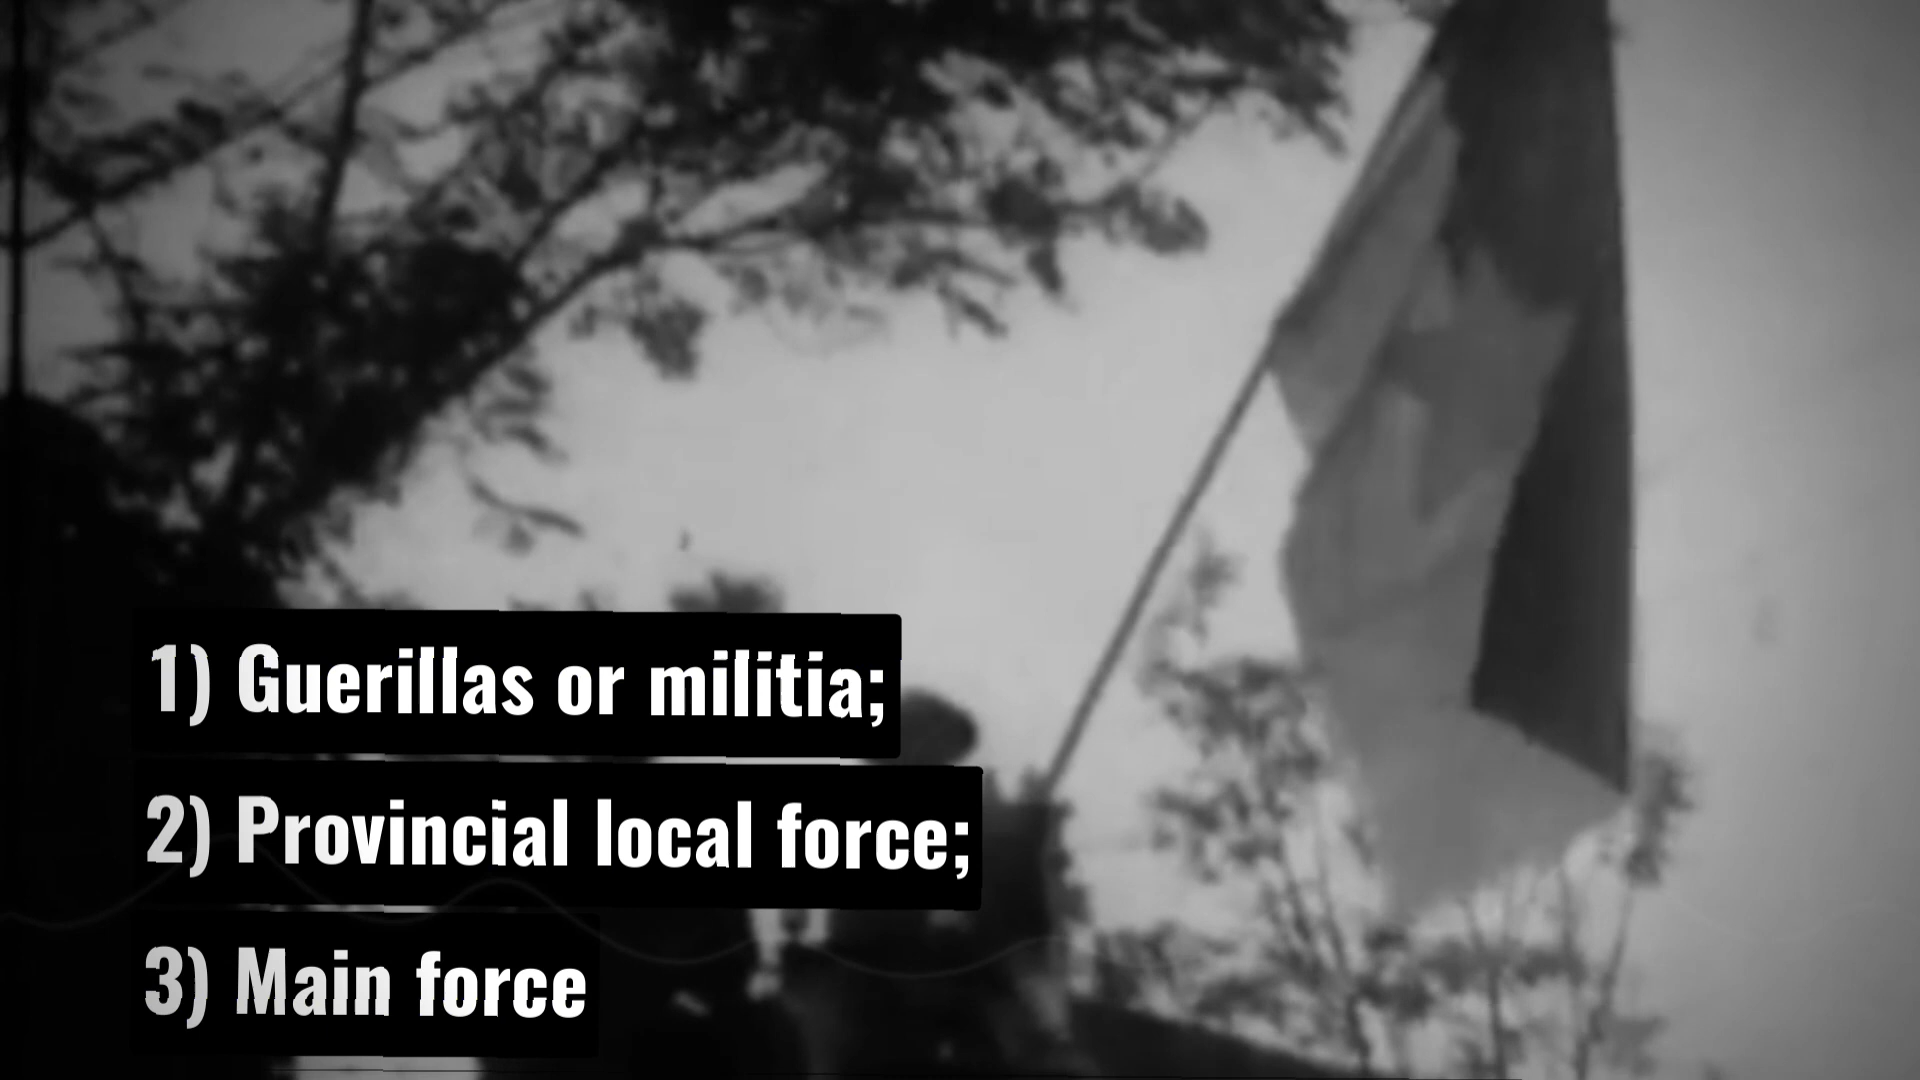 1) Guerillas or militia;
2) Provincial local force;
3) Main force